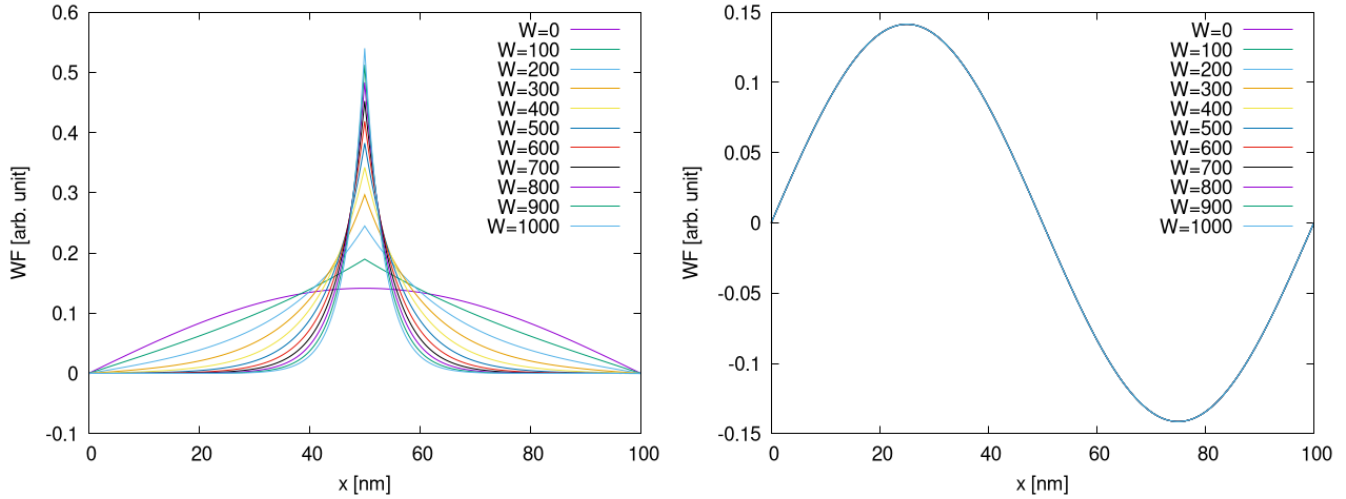 0.6
0.5
0.4
0.3
0.2
0.1
0
-0.1
WF [arb. unit]
W=0
W=100
W=200
W=300
W=400
W=500
W=600
W=700
W=800
W=900
W=1000
0 20 40 60 80 100
x [nm]
0.15
0.1
0.05
0
-0.05
-0.1
-0.15
WF [arb. unit]
W=0
W=100
W=200
W=300
W=400
W=500
W=600
W=700
W=800
W=900
W=1000
0 20 40 60 80 100
x [nm]